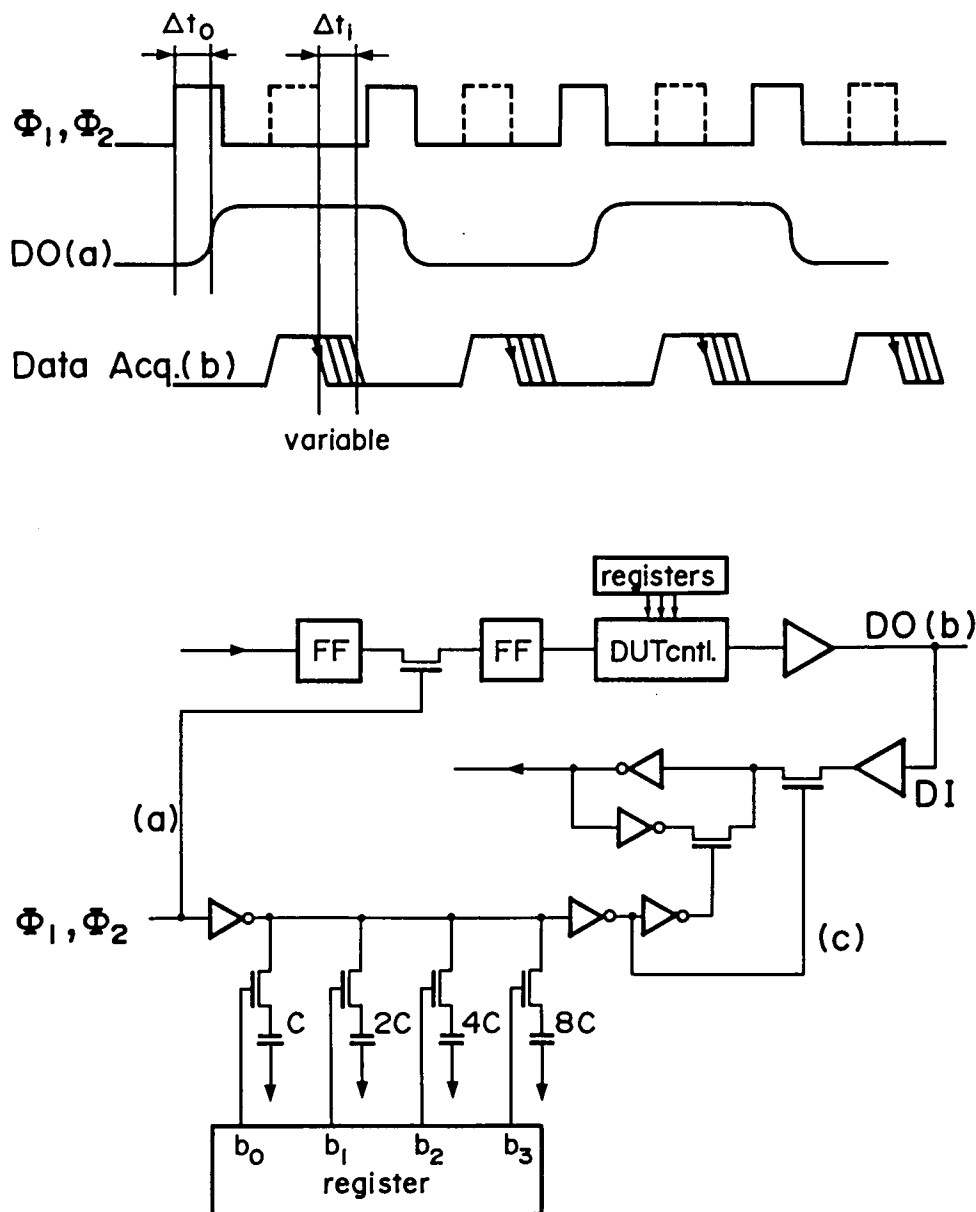 Δt₀ Δt₁
Φ₁, Φ₂
DO(a)
Data Acq.(b)
variable
registers
FF FF DUTcntl. DO(b)
DI
(a)
Φ₁, Φ₂ (c)
C 2C 4C 8C
b₀ b₁ b₂ b₃
register